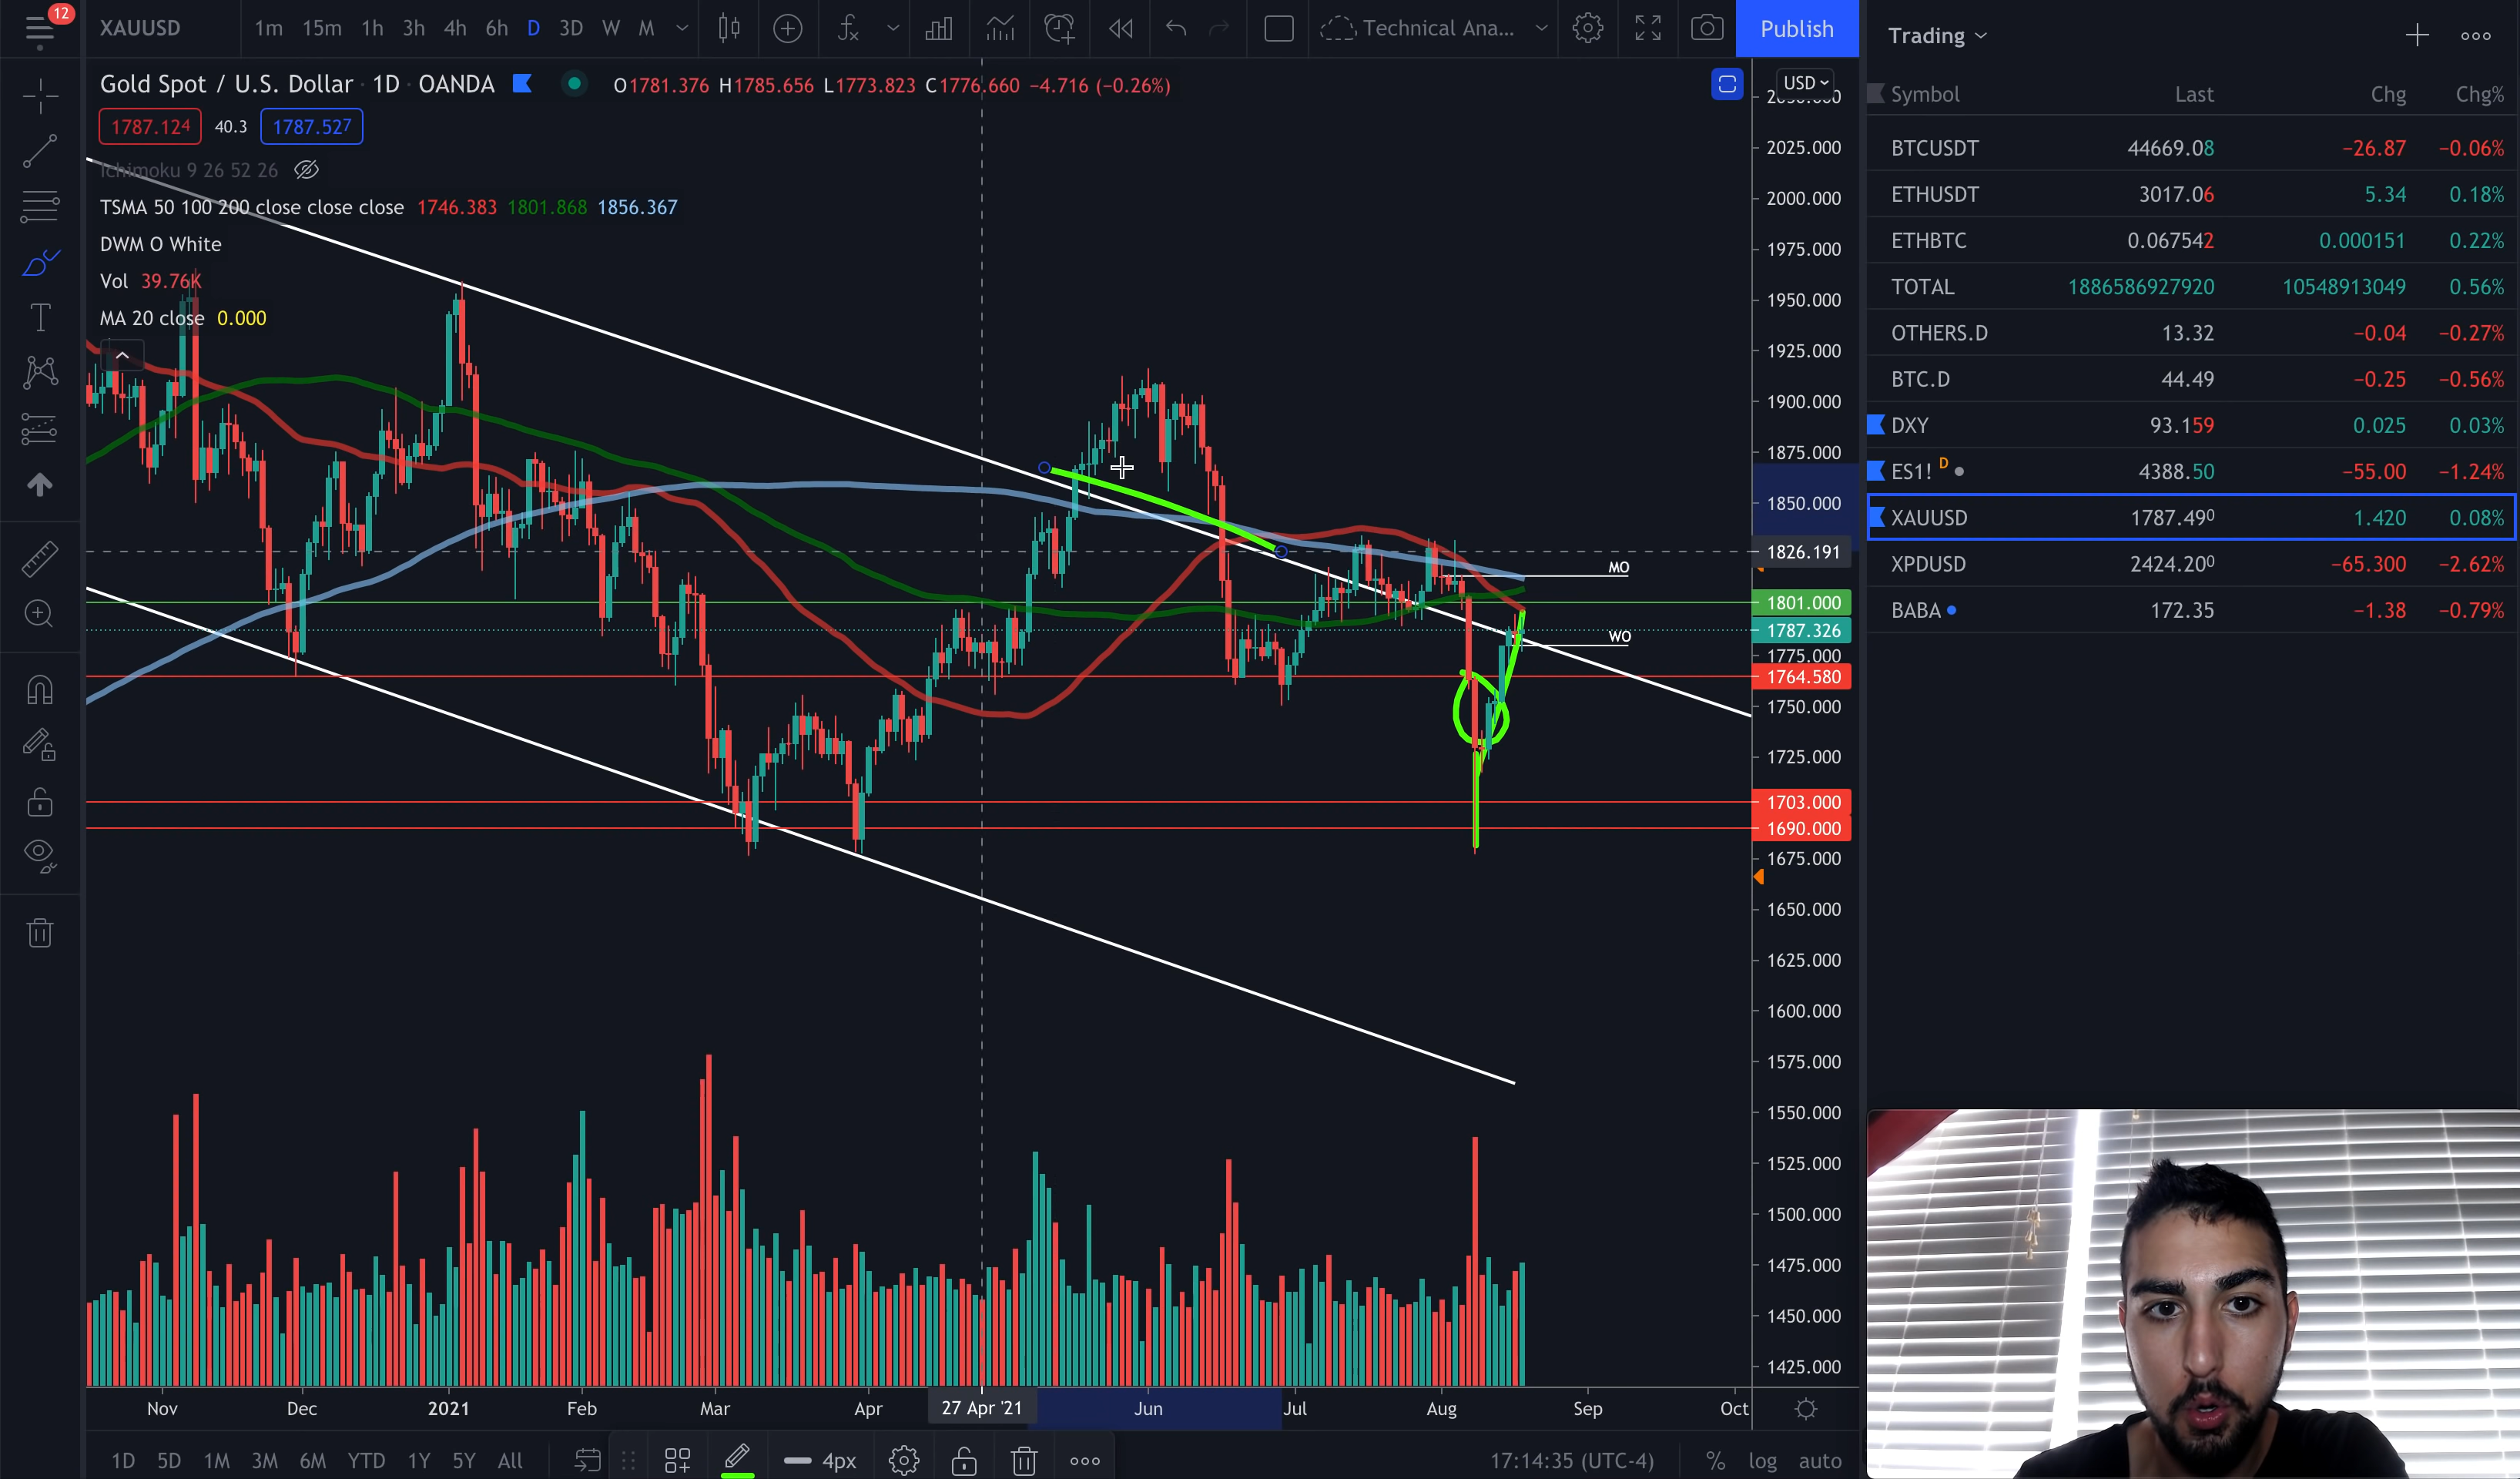 12
XAUUSD 1m 15m 1h 3h 4h 6h D 3D W M Technical Ana... Publish
Gold Spot / U.S. Dollar · 1D · OANDA O1781.376 H1785.656 L1773.823 C1776.660 −4.716 (−0.26%)
1787.124 40.3 1787.527
Ichimoku 9 26 52 26
TSMA 50 100 200 close close close 1746.383 1801.868 1856.367
DWM O White
Vol 39.76K
MA 20 close 0.000
USD
2025.000
2000.000
1975.000
1950.000
1925.000
1900.000
1875.000
1850.000
1826.191
MO
1801.000
1787.326
WO
1775.000
1764.580
1750.000
1725.000
1703.000
1690.000
1675.000
1650.000
1625.000
1600.000
1575.000
1550.000
1525.000
1500.000
1475.000
1450.000
1425.000
Nov Dec 2021 Feb Mar Apr 27 Apr '21 Jun Jul Aug Sep Oct
1D 5D 1M 3M 6M YTD 1Y 5Y All 4px 17:14:35 (UTC-4) % log auto
Trading
Symbol Last Chg Chg%
BTCUSDT 44669.08 −26.87 −0.06%
ETHUSDT 3017.06 5.34 0.18%
ETHBTC 0.067542 0.000151 0.22%
TOTAL 1886586927920 10548913049 0.56%
OTHERS.D 13.32 −0.04 −0.27%
BTC.D 44.49 −0.25 −0.56%
DXY 93.159 0.025 0.03%
ES1! D 4388.50 −55.00 −1.24%
XAUUSD 1787.490 1.420 0.08%
XPDUSD 2424.200 −65.300 −2.62%
BABA 172.35 −1.38 −0.79%